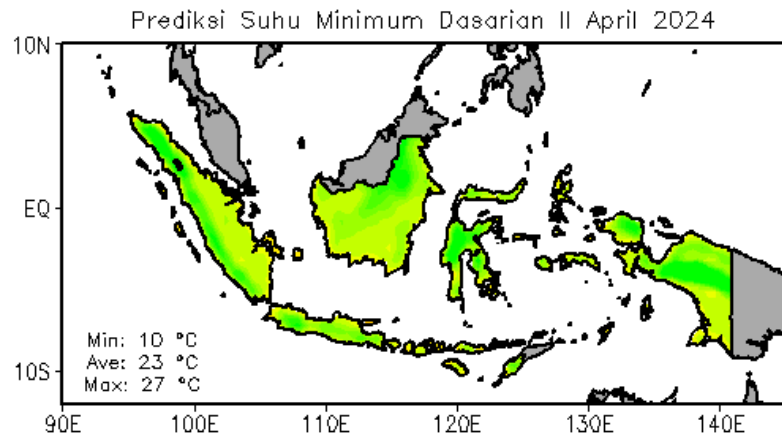 Prediksi Suhu Minimum Dasarian II April 2024
10N
EQ
10S
Min: 10 °C
Ave: 23 °C
Max: 27 °C
90E 100E 110E 120E 130E 140E